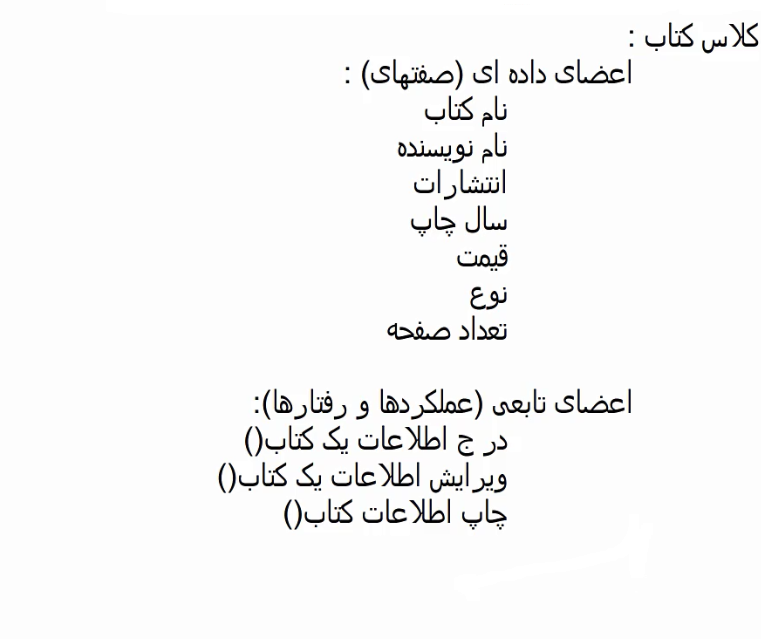 کلاس کتاب :
اعضای داده ای (صفتهای) :
نام کتاب
نام نویسنده
انتشارات
سال چاپ
قیمت
نوع
تعداد صفحه
اعضای تابعی (عملکردها و رفتارها):
درج اطلاعات یک کتاب()
ویرایش اطلاعات یک کتاب()
چاپ اطلاعات کتاب()